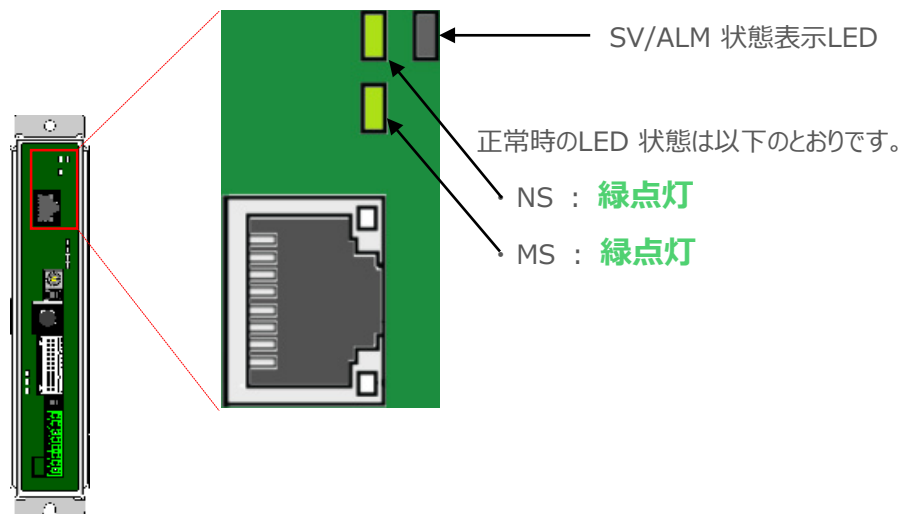 SV/ALM 状態表示LED
正常時のLED 状態は以下のとおりです。
・ NS : 緑点灯
・ MS : 緑点灯